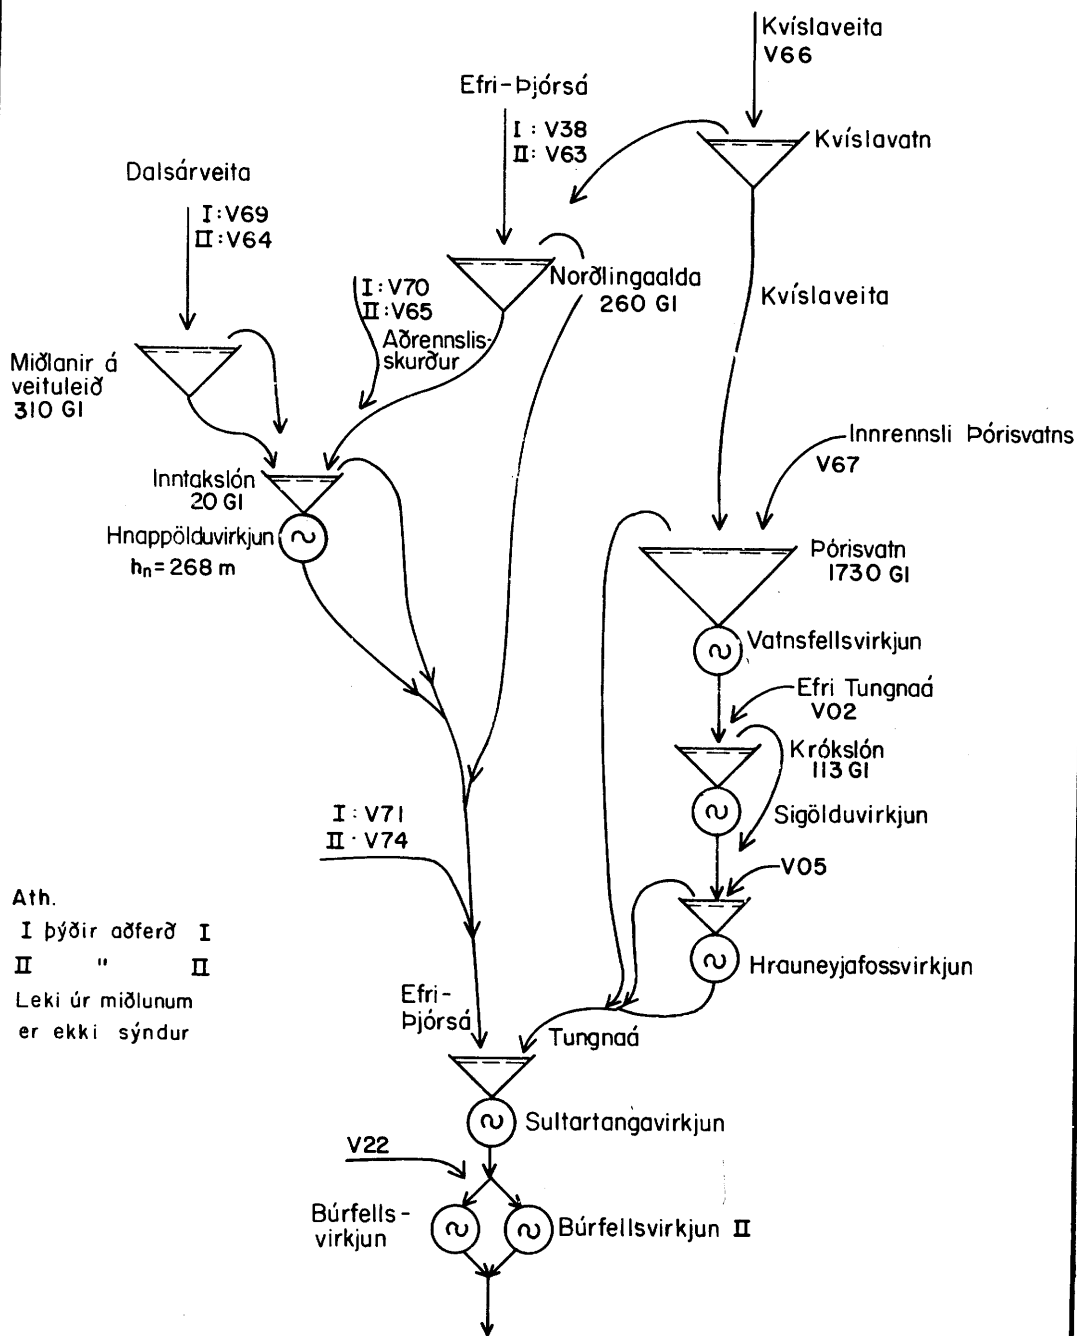 Kvíslaveita
V66
Efri-Þjórsá
I : V38
II: V63
Kvíslavatn
Dalsárveita
I:V69
II:V64
Norðlingaalda
260 Gl
I:V70
II:V65
Aðrennslis-
skurður
Kvíslaveita
Miðlanir á
veituleið
310 Gl
Innrennsli Þórisvatns
V67
Inntakslón
20 Gl
Hnappölduvirkjun
hn = 268 m
Þórisvatn
1730 Gl
Vatnsfellsvirkjun
Efri Tungnaá
V02
Krókslón
113 Gl
Sigölduvirkjun
I: V71
II: V74
V05
Hrauneyjafossvirkjun
Ath.
I þýðir aðferð I
II " II
Leki úr miðlunum
er ekki sýndur
Efri-
Þjórsá
Tungnaá
Sultartangavirkjun
V22
Búrfells-
virkjun
Búrfellsvirkjun II